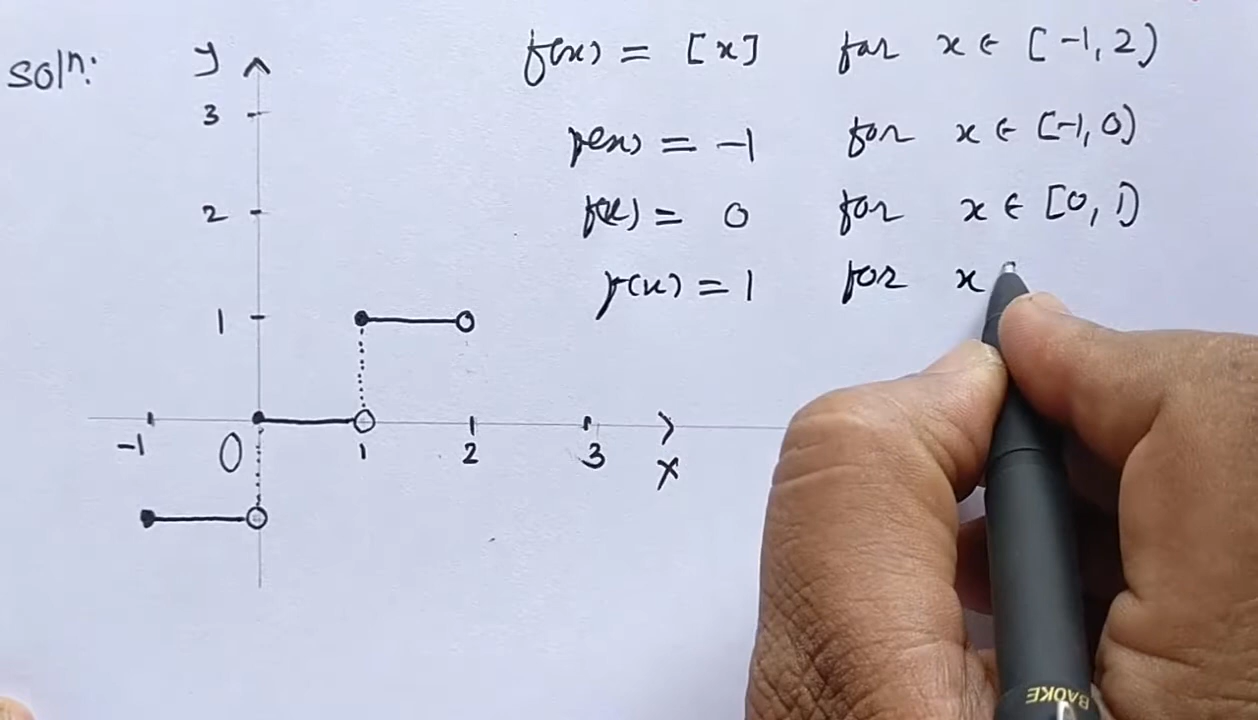 soln:
y
f(x) = [x] for x ∈ [-1, 2)
3
f(x) = -1 for x ∈ [-1, 0)
2
f(x) = 0 for x ∈ [0, 1)
f(x) = 1 for x
1
-1 0 1 2 3 x
BAOKE